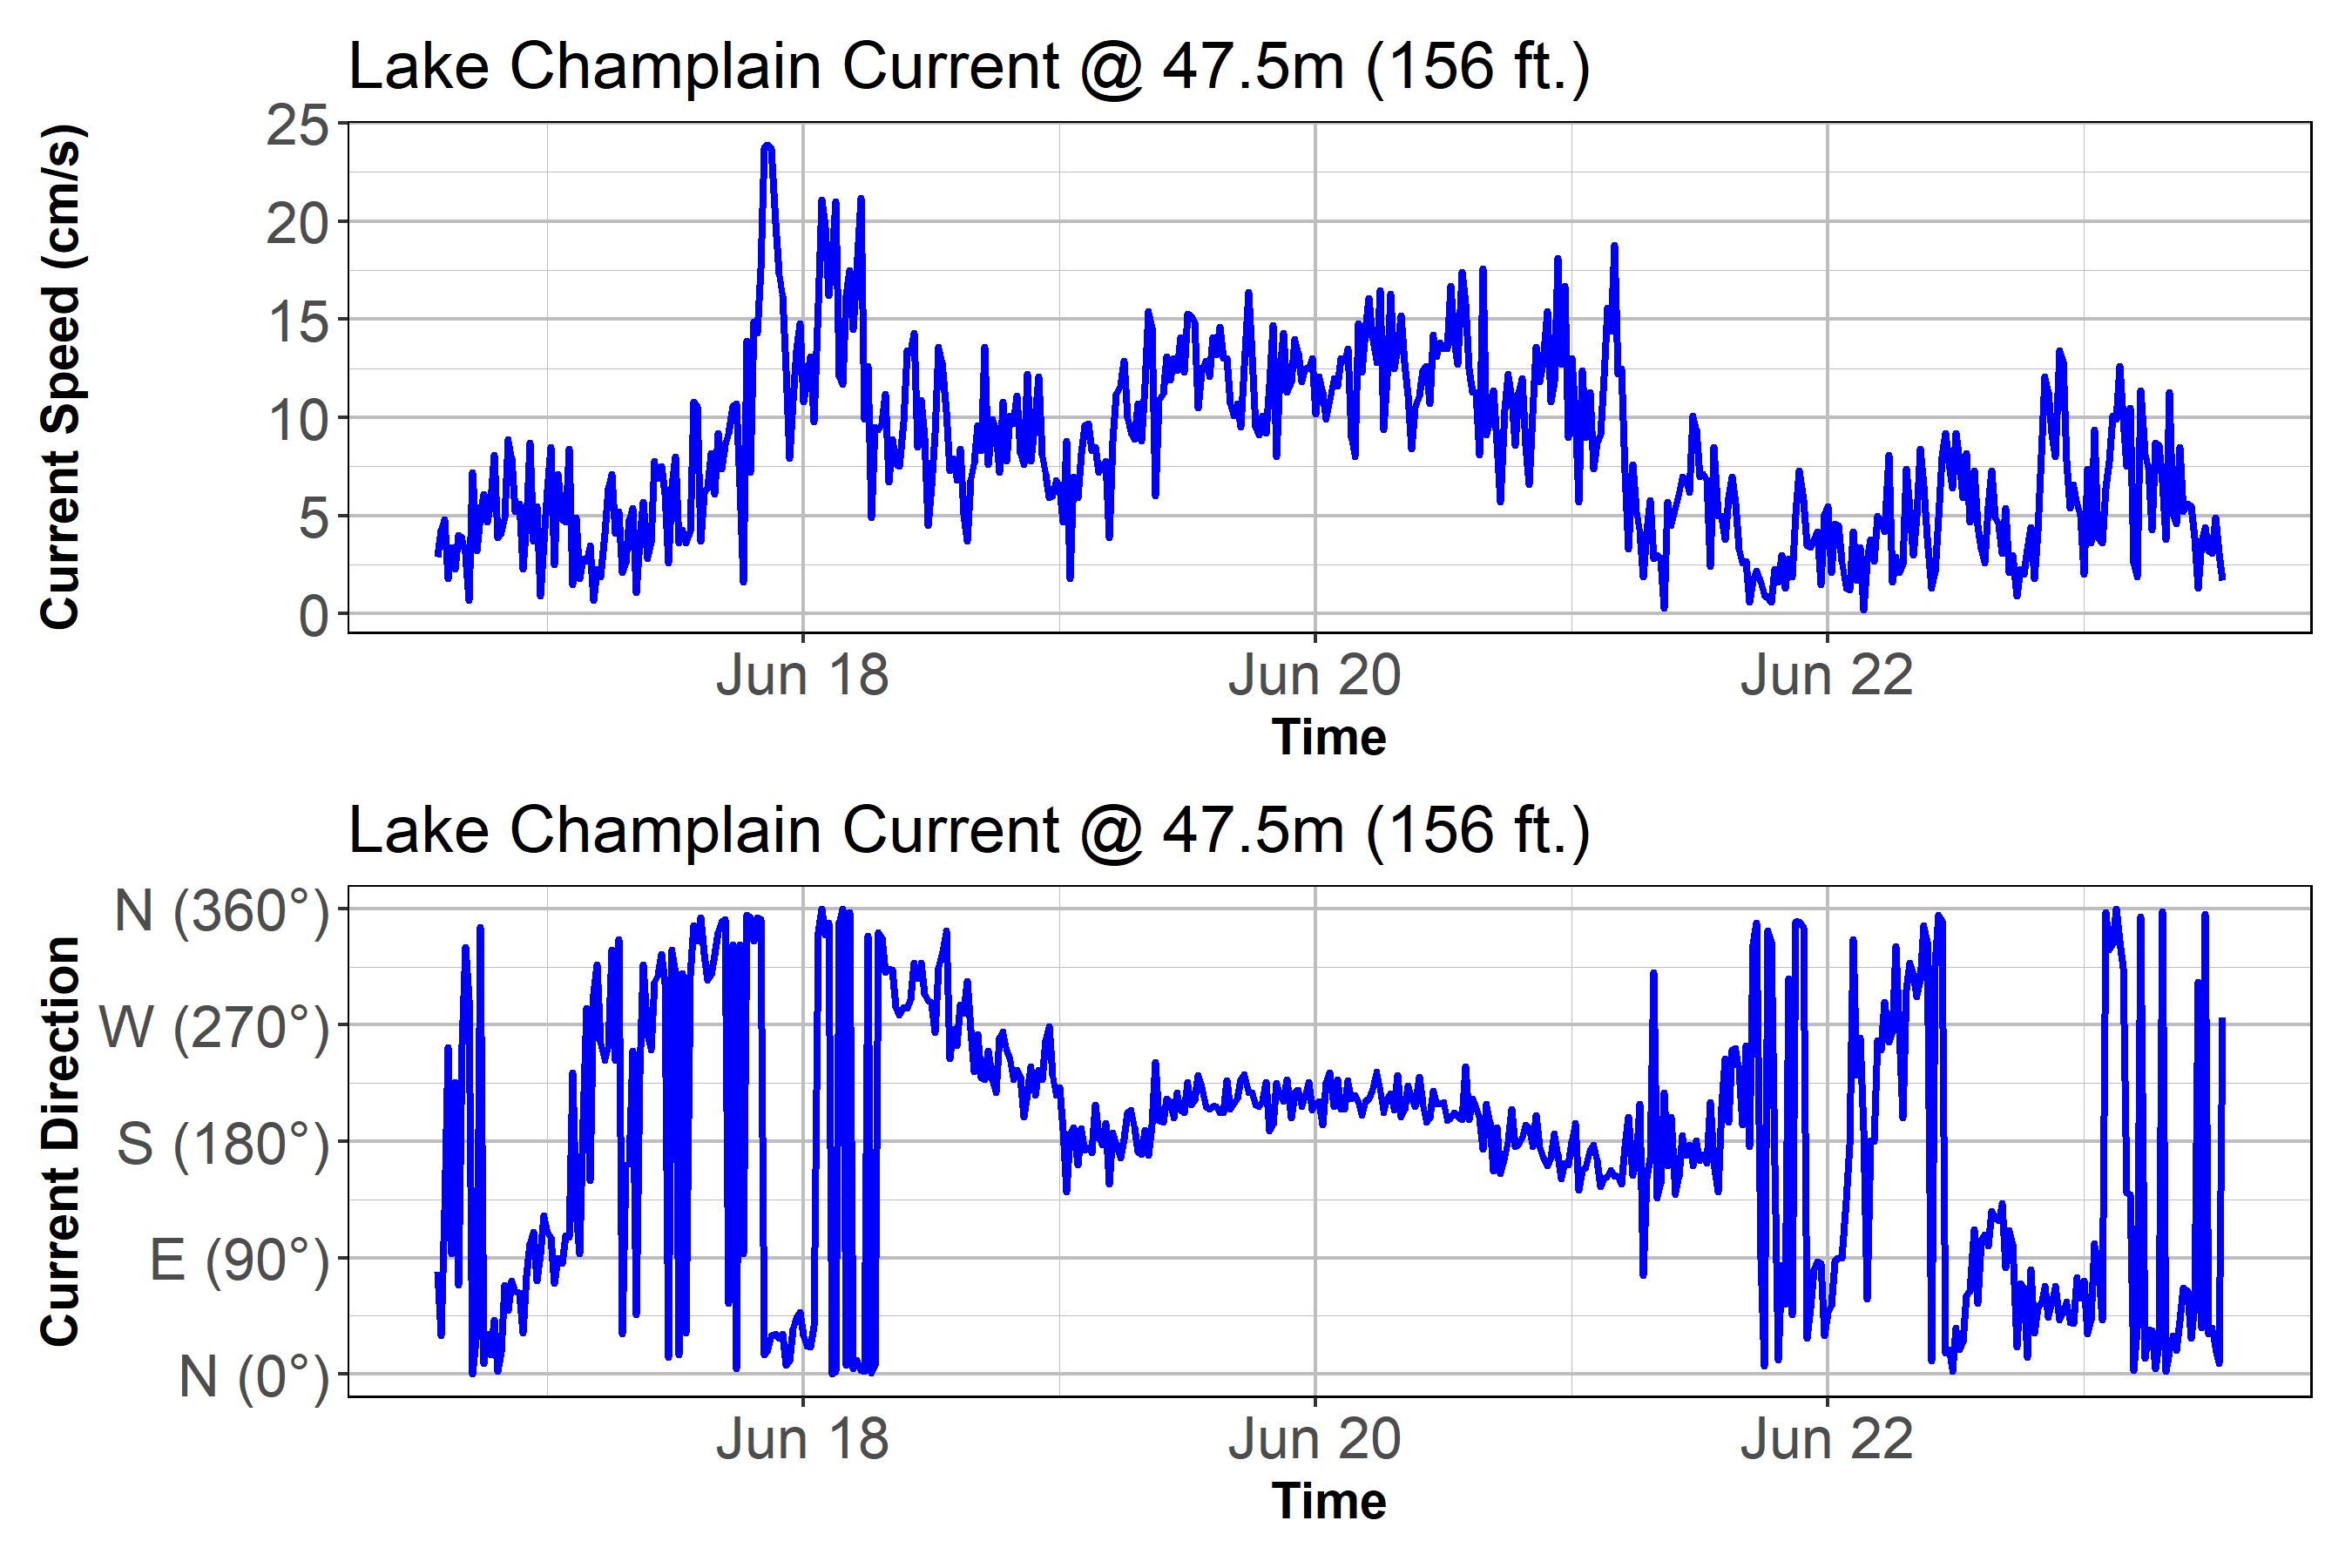 Lake Champlain Current @ 47.5m (156 ft.)
Current Speed (cm/s)
25
20
15
10
5
0
Jun 18 Jun 20 Jun 22
Time
Lake Champlain Current @ 47.5m (156 ft.)
Current Direction
N (360°)
W (270°)
S (180°)
E (90°)
N (0°)
Jun 18 Jun 20 Jun 22
Time